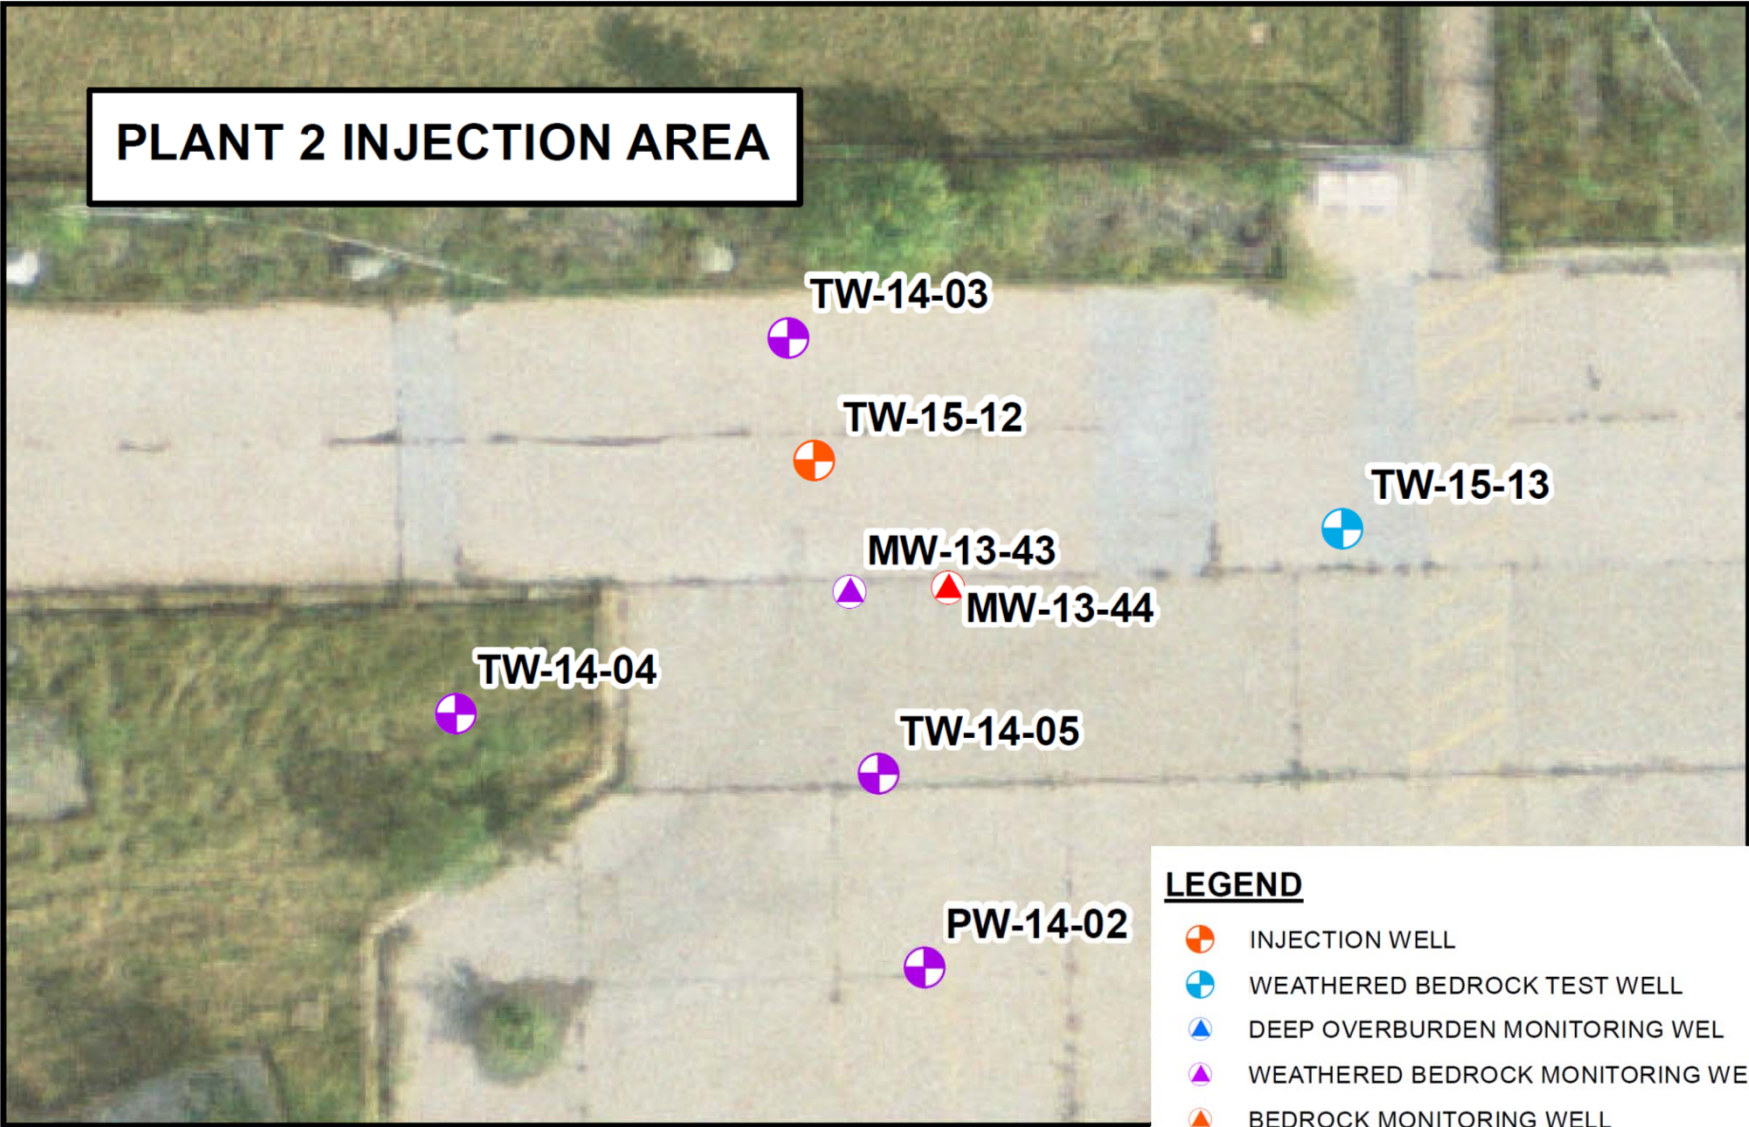 PLANT 2 INJECTION AREA
TW-14-03
TW-15-12
TW-15-13
MW-13-43
MW-13-44
TW-14-04
TW-14-05
PW-14-02
LEGEND
INJECTION WELL
WEATHERED BEDROCK TEST WELL
DEEP OVERBURDEN MONITORING WEL
WEATHERED BEDROCK MONITORING WE
BEDROCK MONITORING WELL